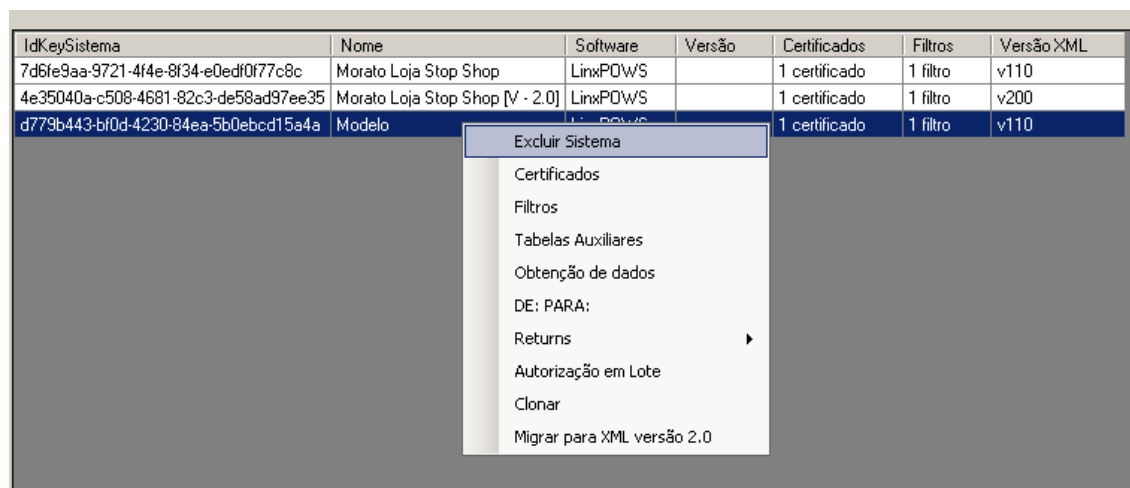 IdKeySistema Nome Software Versão Certificados Filtros Versão XML
7d6fe9aa-9721-4f4e-8f34-e0edf0f77c8c Morato Loja Stop Shop LinxPOWS 1 certificado 1 filtro v110
4e35040a-c508-4681-82c3-de58ad97ee35 Morato Loja Stop Shop [V - 2.0] LinxPOWS 1 certificado 1 filtro v200
d779b443-bf0d-4230-84ea-5b0ebcd15a4a Modelo 1 certificado 1 filtro v110
Excluir Sistema
Certificados
Filtros
Tabelas Auxiliares
Obtenção de dados
DE: PARA:
Returns
Autorização em Lote
Clonar
Migrar para XML versão 2.0